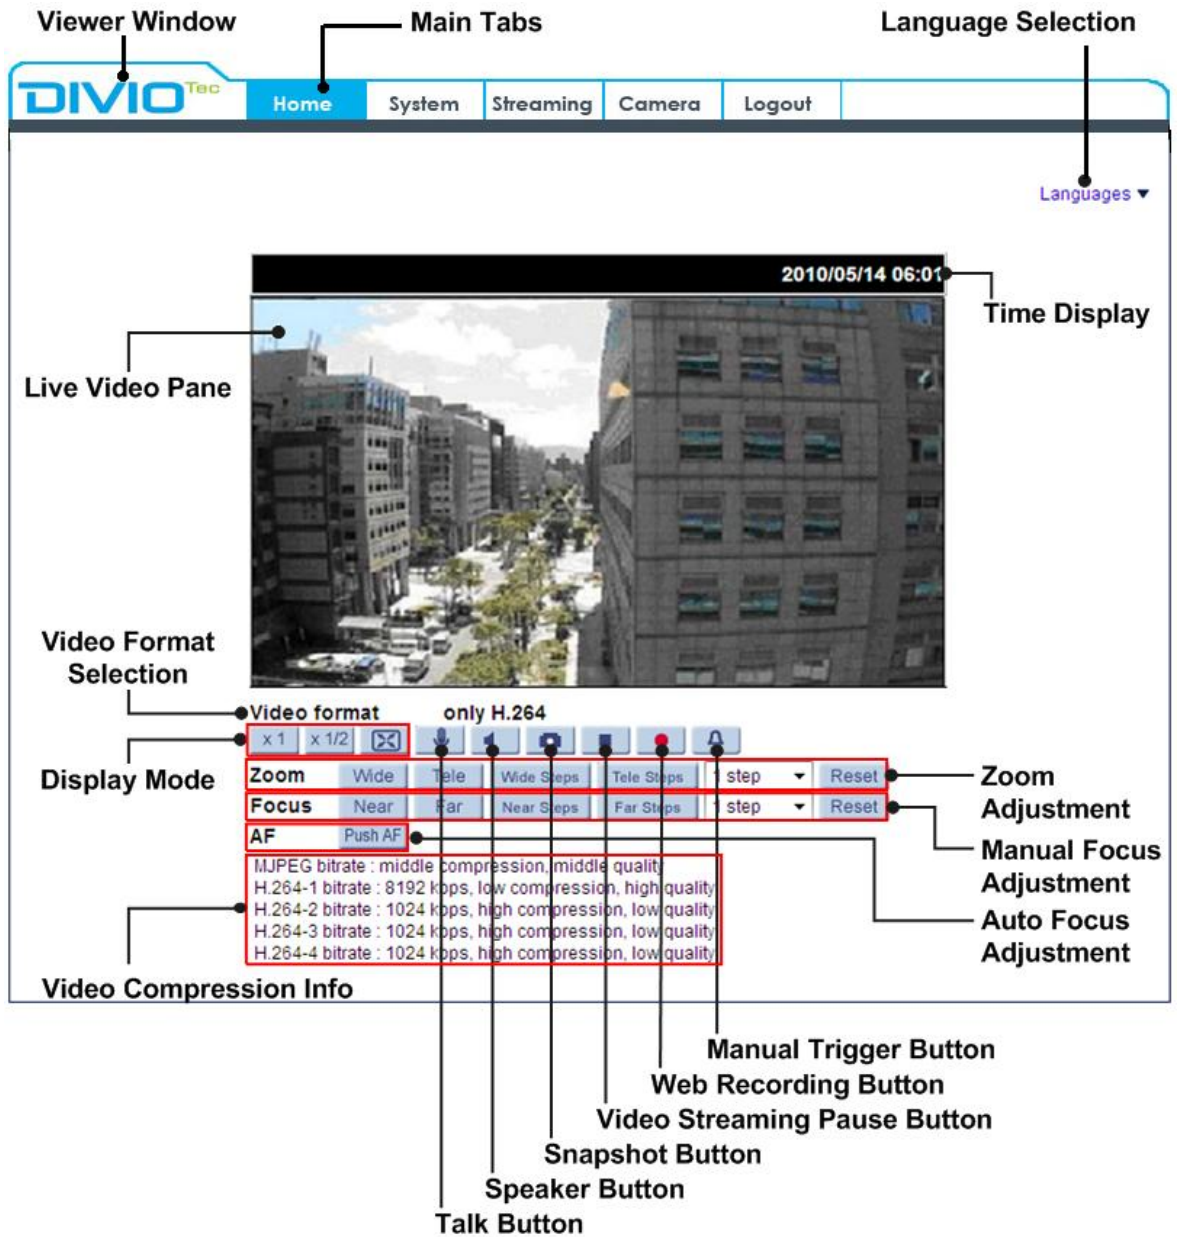 Viewer Window
Main Tabs
Language Selection
DIVIO Tec
Home
System
Streaming
Camera
Logout
Languages
2010/05/14 06:01
Time Display
Live Video Pane
Video Format
Selection
Video format only H.264
x 1
x 1/2
Display Mode
Zoom Wide Tele Wide Steps Tele Steps 1 step Reset
Zoom
Adjustment
Focus Near Far Near Steps Far Steps step Reset
Manual Focus
Adjustment
AF Push AF
Auto Focus
Adjustment
MJPEG bitrate : middle compression, middle quality
H.264-1 bitrate : 8192 kbps, low compression, high quality
H.264-2 bitrate : 1024 kbps, high compression, low quality
H.264-3 bitrate : 1024 kbps, high compression, low quality
H.264-4 bitrate : 1024 kbps, high compression, low quality
Video Compression Info
Manual Trigger Button
Web Recording Button
Video Streaming Pause Button
Snapshot Button
Speaker Button
Talk Button